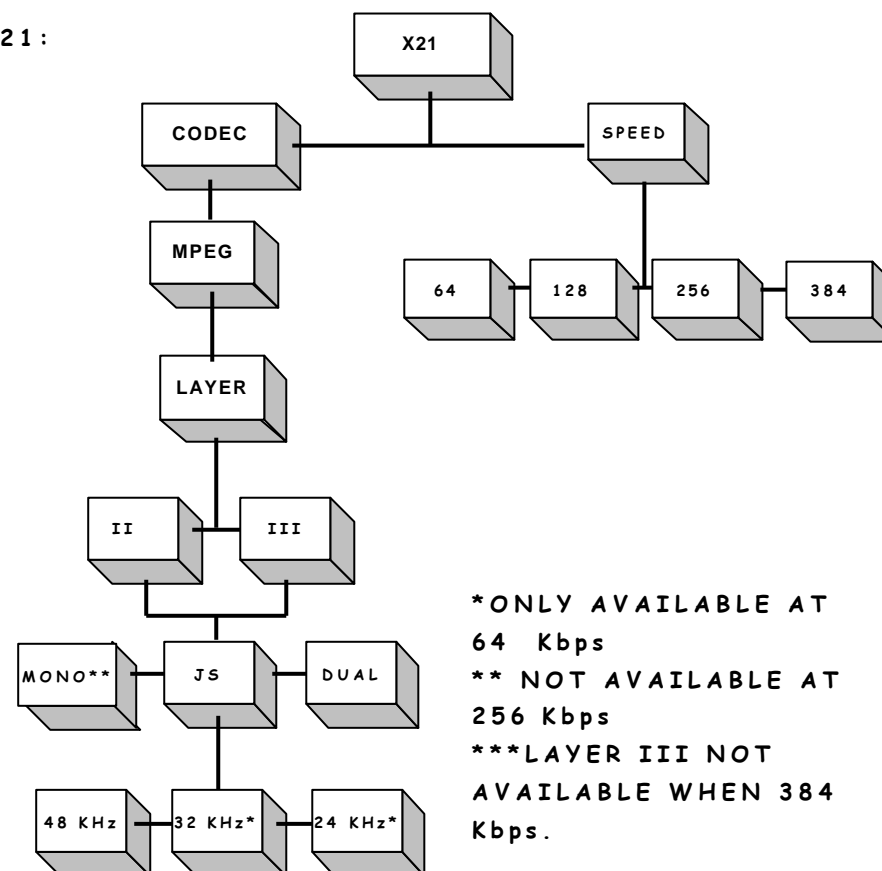 21:
X21
CODEC
SPEED
MPEG
64
128
256
384
LAYER
II
III
MONO**
JS
DUAL
48 KHz
32 KHz*
24 KHz*
*ONLY AVAILABLE AT
64 Kbps
** NOT AVAILABLE AT
256 Kbps
***LAYER III NOT
AVAILABLE WHEN 384
Kbps.